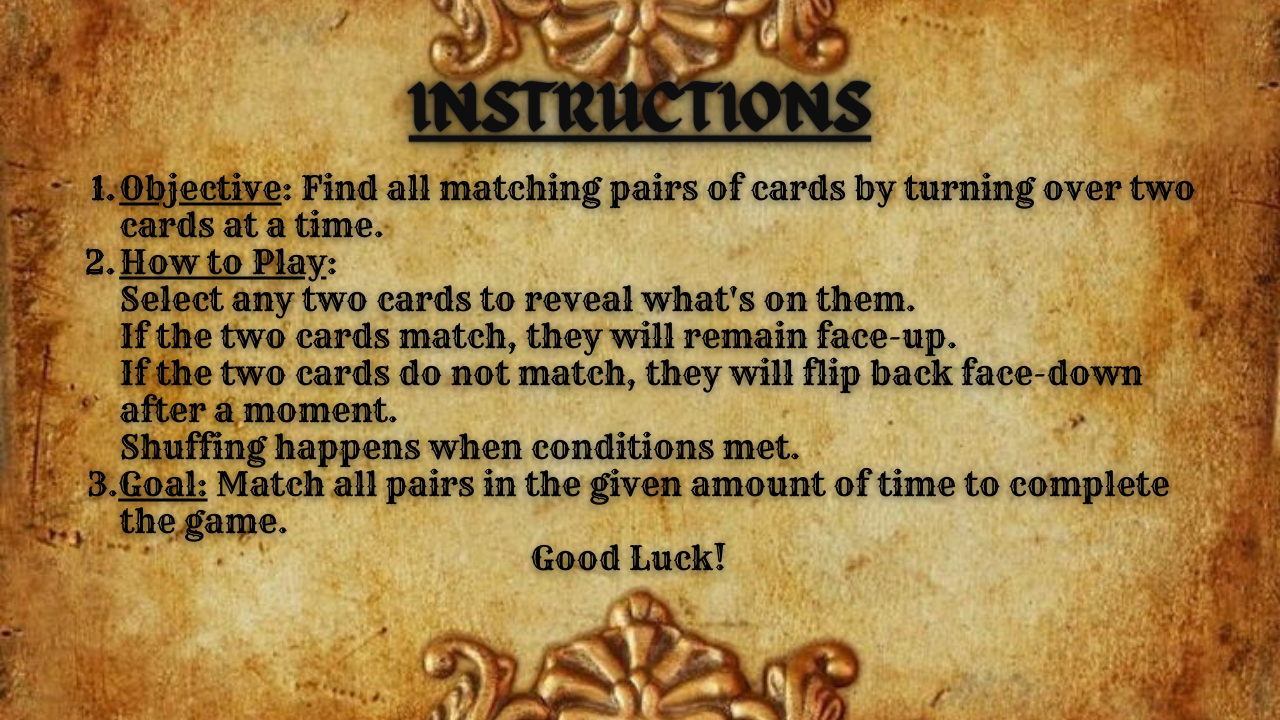 INSTRUCTIONS
1. Objective: Find all matching pairs of cards by turning over two
cards at a time.
2. How to Play:
Select any two cards to reveal what's on them.
If the two cards match, they will remain face-up.
If the two cards do not match, they will flip back face-down
after a moment.
Shuffing happens when conditions met.
3. Goal: Match all pairs in the given amount of time to complete
the game.
Good Luck!